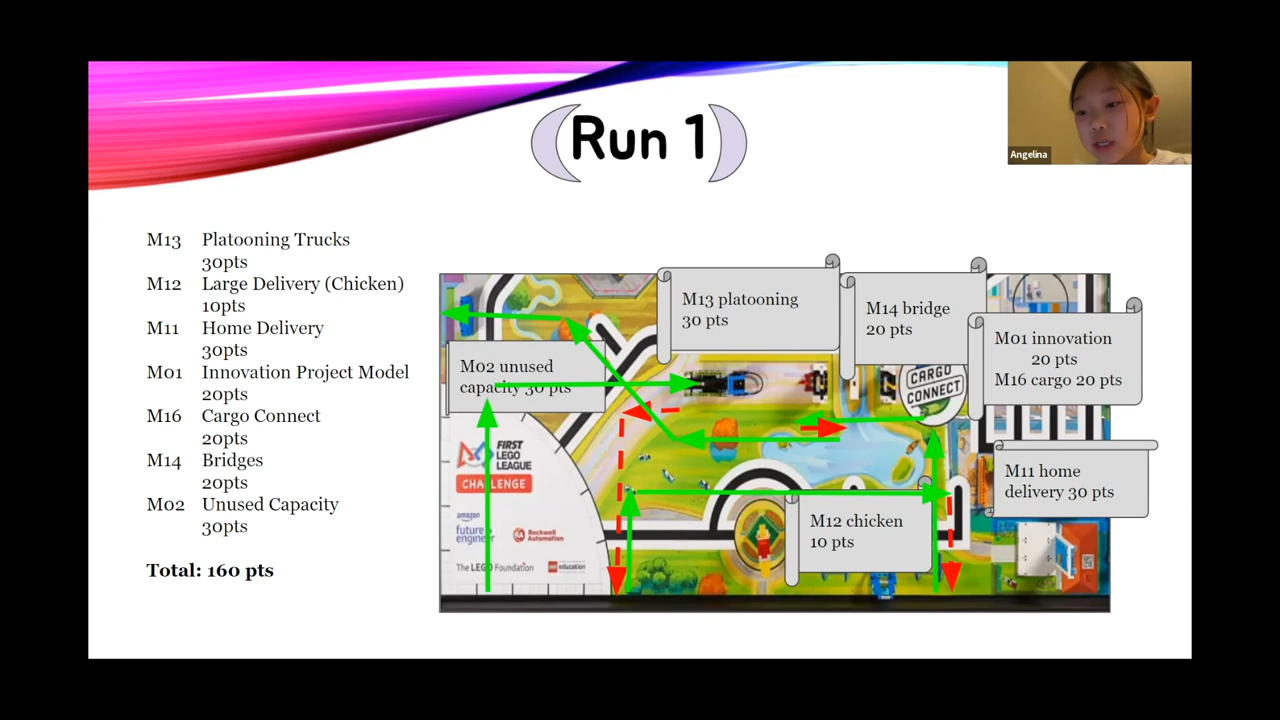 Run 1
Angelina
M13 Platooning Trucks
30pts
M12 Large Delivery (Chicken)
10pts
M11 Home Delivery
30pts
M01 Innovation Project Model
20pts
M16 Cargo Connect
20pts
M14 Bridges
20pts
M02 Unused Capacity
30pts
Total: 160 pts
M13 platooning
30 pts
M14 bridge
20 pts
M01 innovation
20 pts
M16 cargo 20 pts
M02 unused
capacity 30 pts
CARGO
CONNECT
M11 home
delivery 30 pts
M12 chicken
10 pts
FIRST
LEGO
LEAGUE
CHALLENGE
amazon
future
engineer
Rockwell
Automation
The LEGO Foundation
education